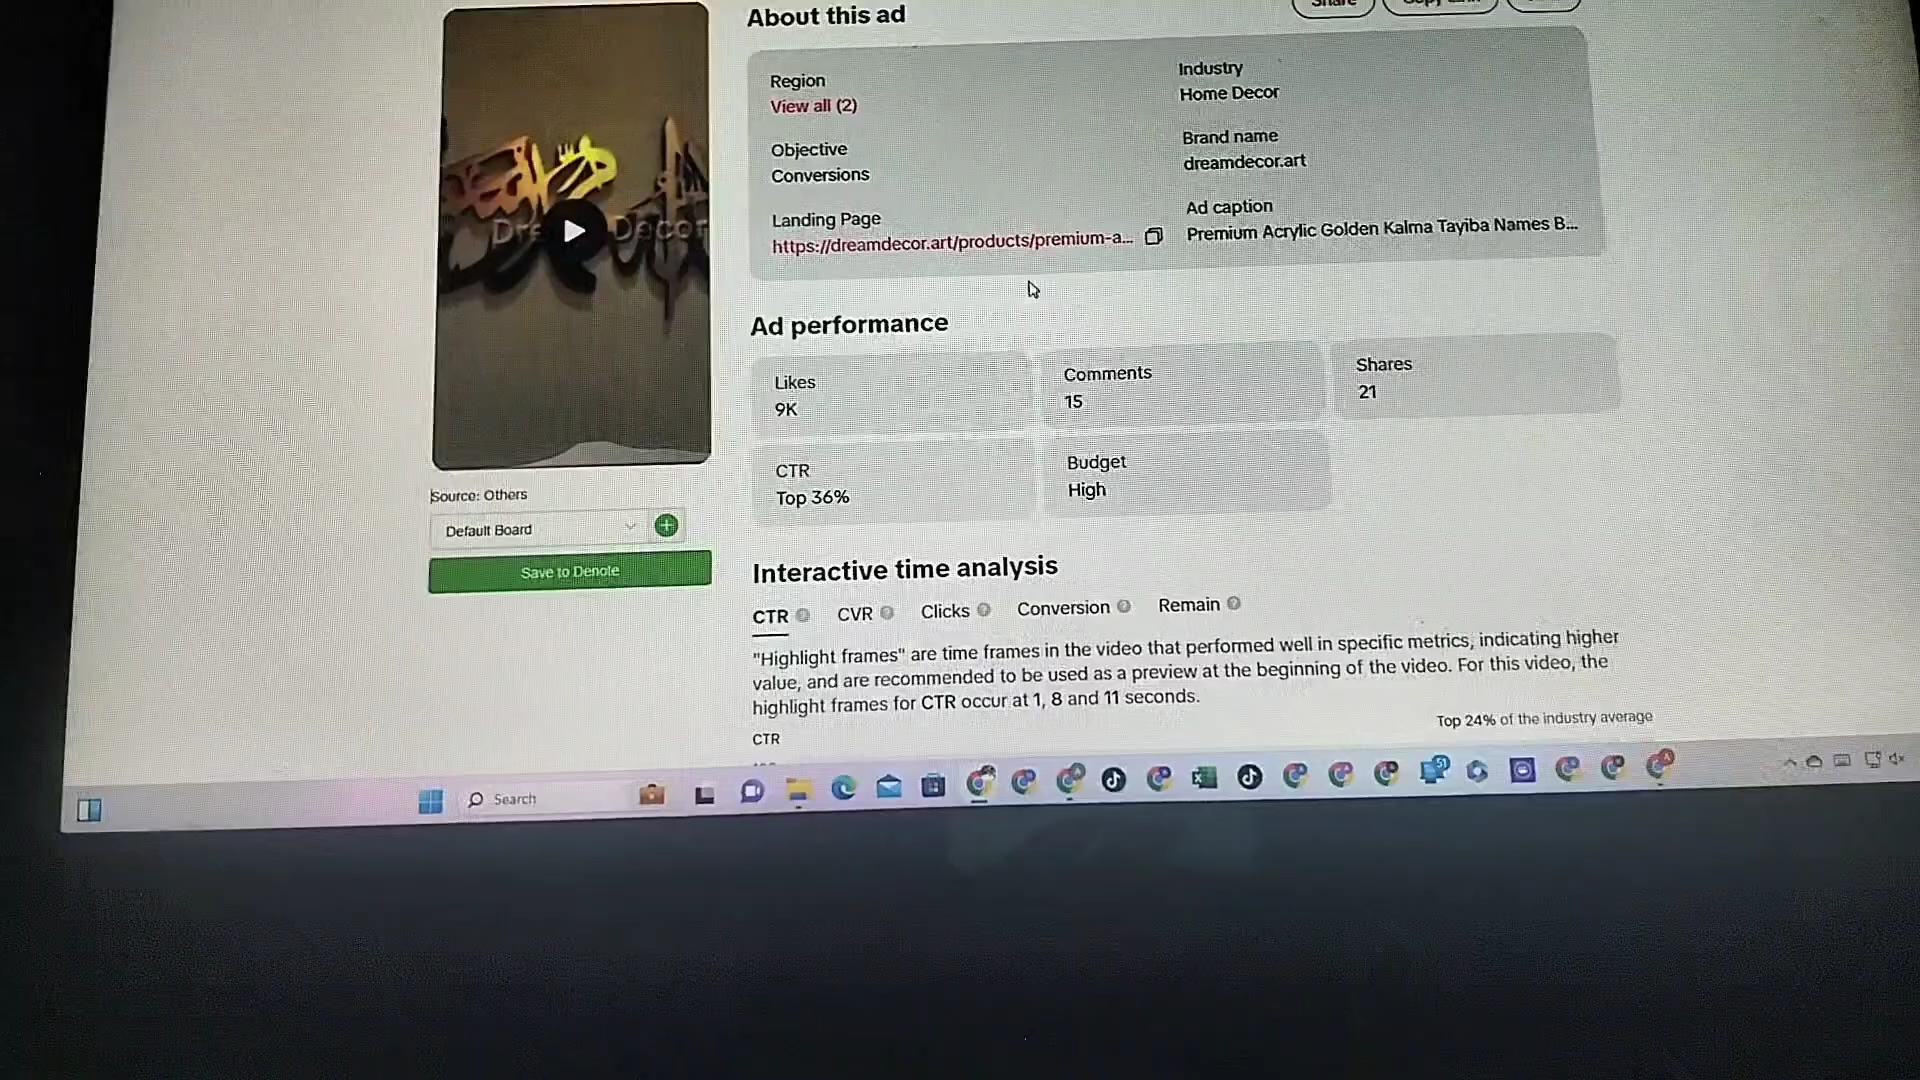 About this ad
Share
Region
View all (2)
Industry
Home Decor
Objective
Conversions
Brand name
dreamdecor.art
Landing Page
https://dreamdecor.art/products/premium-a...
Ad caption
Premium Acrylic Golden Kalma Tayiba Names B...
Ad performance
Likes
9K
Comments
15
Shares
21
CTR
Top 36%
Budget
High
Source: Others
Default Board
Save to Denote
Interactive time analysis
CTR CVR Clicks Conversion Remain
"Highlight frames" are time frames in the video that performed well in specific metrics, indicating higher
value, and are recommended to be used as a preview at the beginning of the video. For this video, the
highlight frames for CTR occur at 1, 8 and 11 seconds.
Top 24% of the industry average
CTR
Search
51